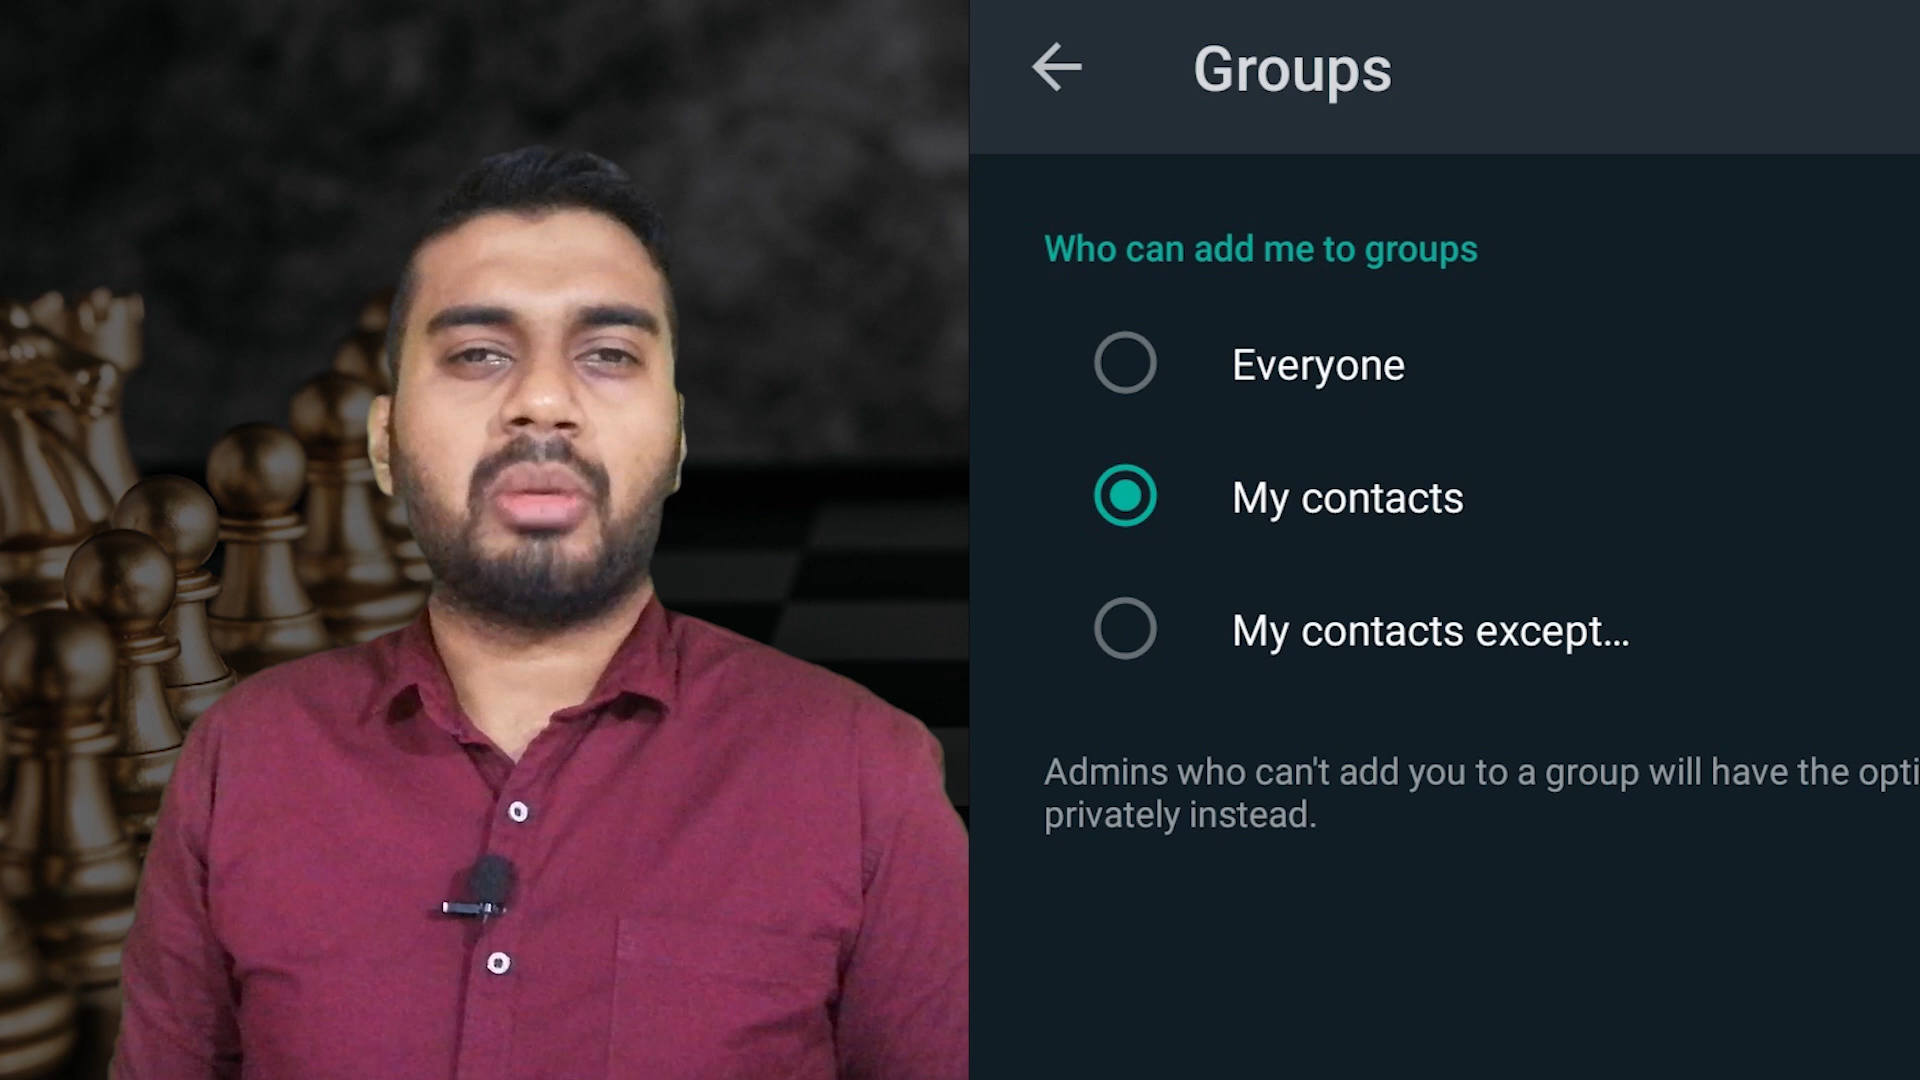 Groups
Who can add me to groups
Everyone
My contacts
My contacts except...
Admins who can't add you to a group will have the opti
privately instead.